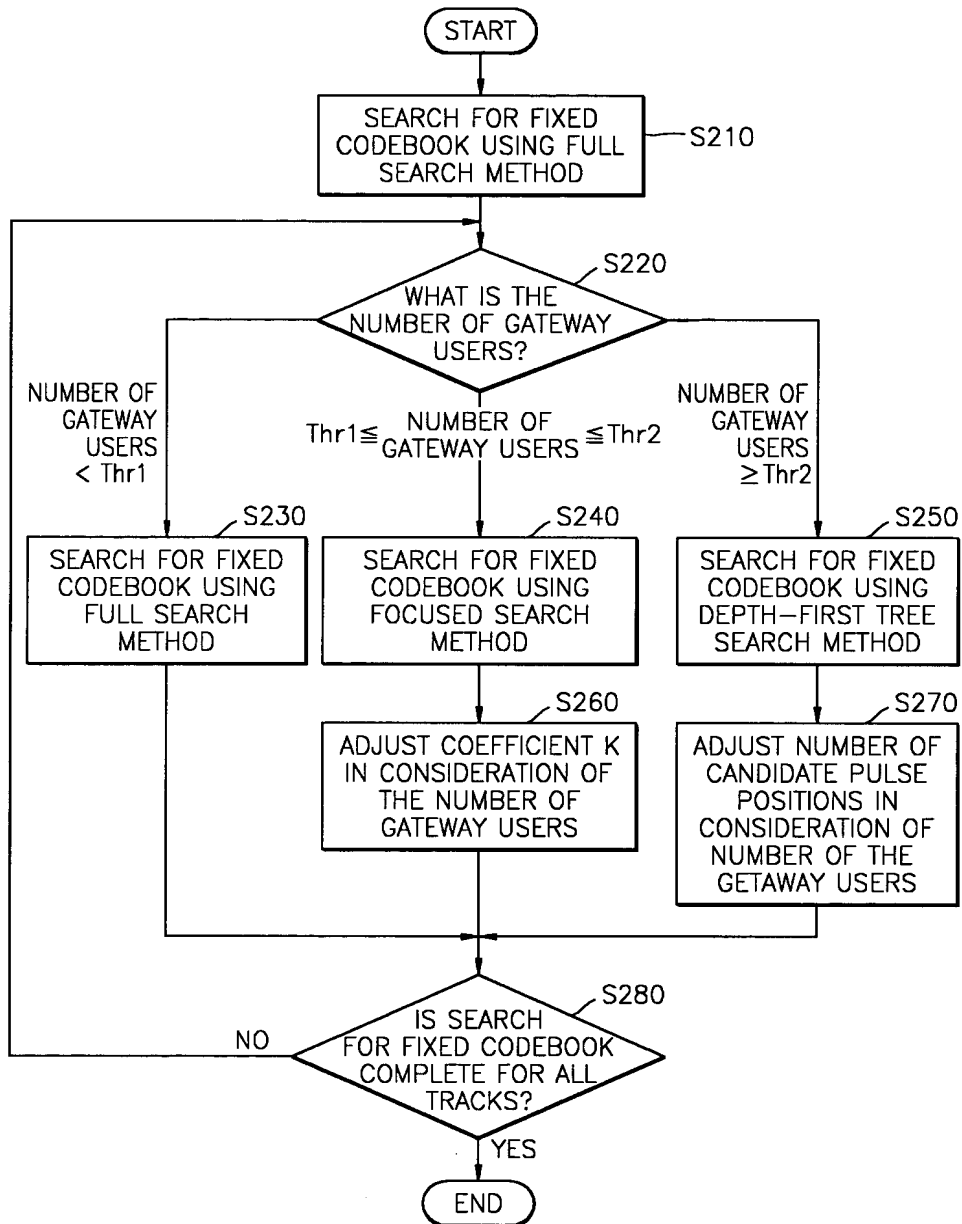 START
SEARCH FOR FIXED
CODEBOOK USING FULL
SEARCH METHOD
S210
S220
WHAT IS THE
NUMBER OF GATEWAY
USERS?
NUMBER OF
GATEWAY
USERS
< Thr1
Thr1≦ NUMBER OF GATEWAY USERS ≦Thr2
NUMBER OF
GATEWAY
USERS
≥Thr2
S230
SEARCH FOR FIXED
CODEBOOK USING
FULL SEARCH
METHOD
S240
SEARCH FOR FIXED
CODEBOOK USING
FOCUSED SEARCH
METHOD
S250
SEARCH FOR FIXED
CODEBOOK USING
DEPTH-FIRST TREE
SEARCH METHOD
S260
ADJUST COEFFICIENT K
IN CONSIDERATION OF
THE NUMBER OF
GATEWAY USERS
S270
ADJUST NUMBER OF
CANDIDATE PULSE
POSITIONS IN
CONSIDERATION OF
NUMBER OF THE
GETAWAY USERS
S280
IS SEARCH
FOR FIXED CODEBOOK
COMPLETE FOR ALL
TRACKS?
NO
YES
END